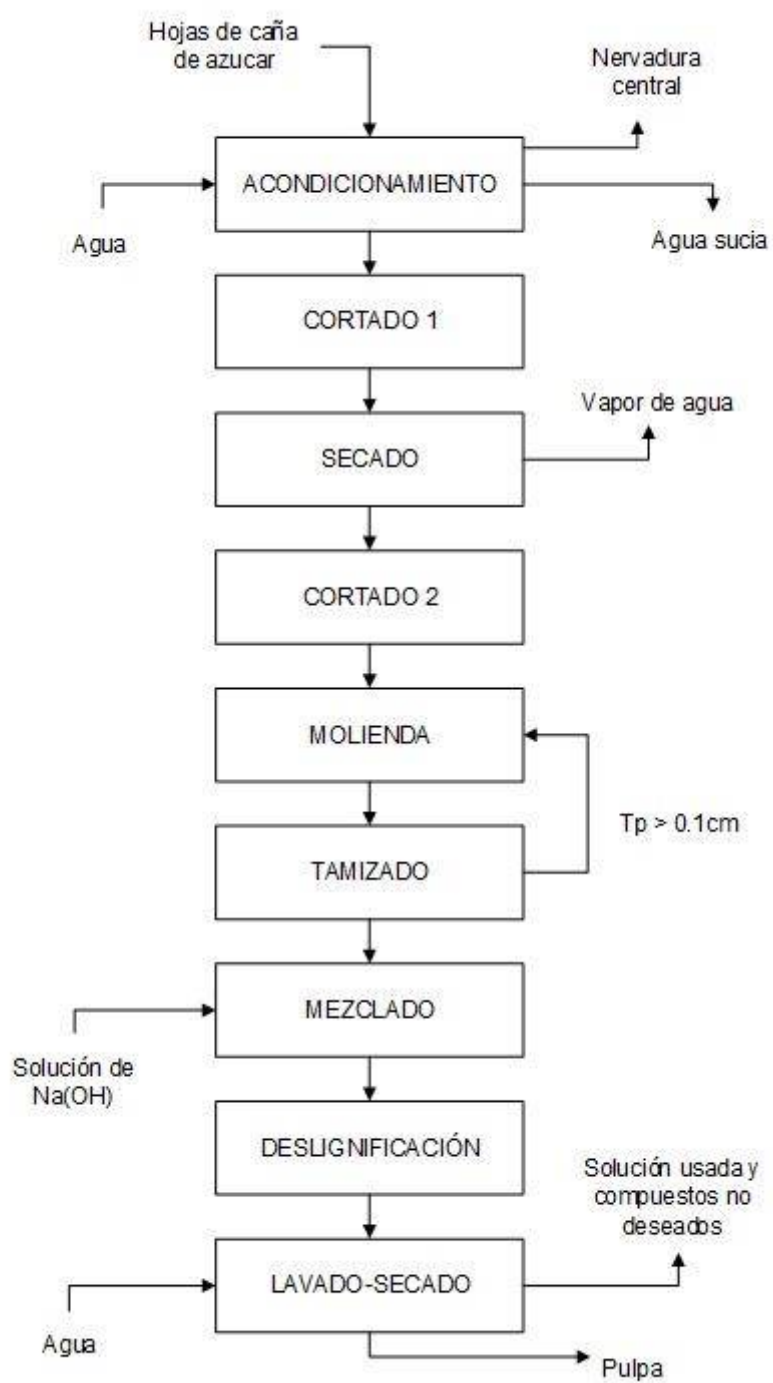 Hojas de caña
de azucar
Nervadura
central
ACONDICIONAMIENTO
Agua
Agua sucia
CORTADO 1
Vapor de agua
SECADO
CORTADO 2
MOLIENDA
Tp > 0.1cm
TAMIZADO
MEZCLADO
Solución de
Na(OH)
DESLIGNIFICACIÓN
Solución usada y
compuestos no
deseados
LAVADO-SECADO
Agua
Pulpa